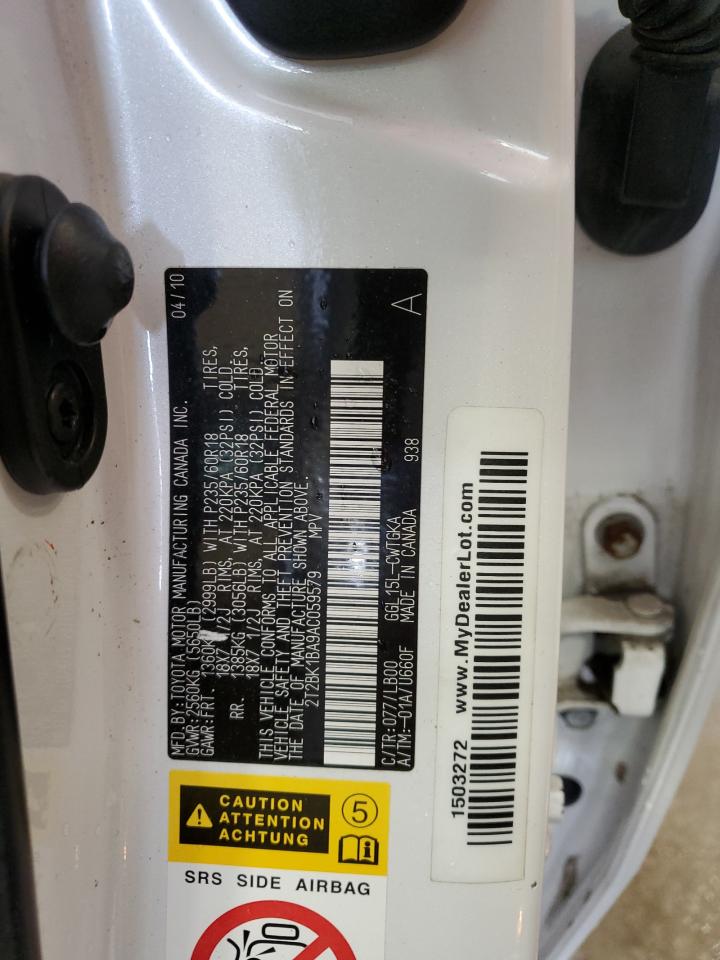 MFD.BY:TOYOTA MOTOR MANUFACTURING CANADA INC. 04/10
GVWR:2560KG (5650LB)
GAWR:FRT. 1360KG (2999LB) WITH P235/60R18 TIRES,
18X7 1/2J RIMS, AT 220KPA (32PSI) COLD.
RR. 1385KG (3056LB) WITH P235/60R18 TIRES,
18X7 1/2J RIMS, AT 220KPA (32PSI) COLD.
THIS VEHICLE CONFORMS TO ALL APPLICABLE FEDERAL MOTOR
VEHICLE SAFETY AND THEFT PREVENTION STANDARDS IN EFFECT ON
THE DATE OF MANUFACTURE SHOWN ABOVE.
2T2BK1BA9AC059579 MPV
C/TR:077/LB00 GGL15L-CWTGKA 938
A/TM:-01A/U660F MADE IN CANADA A
CAUTION
ATTENTION
ACHTUNG
5
i
SRS SIDE AIRBAG
1503272 www.MyDealerLot.com